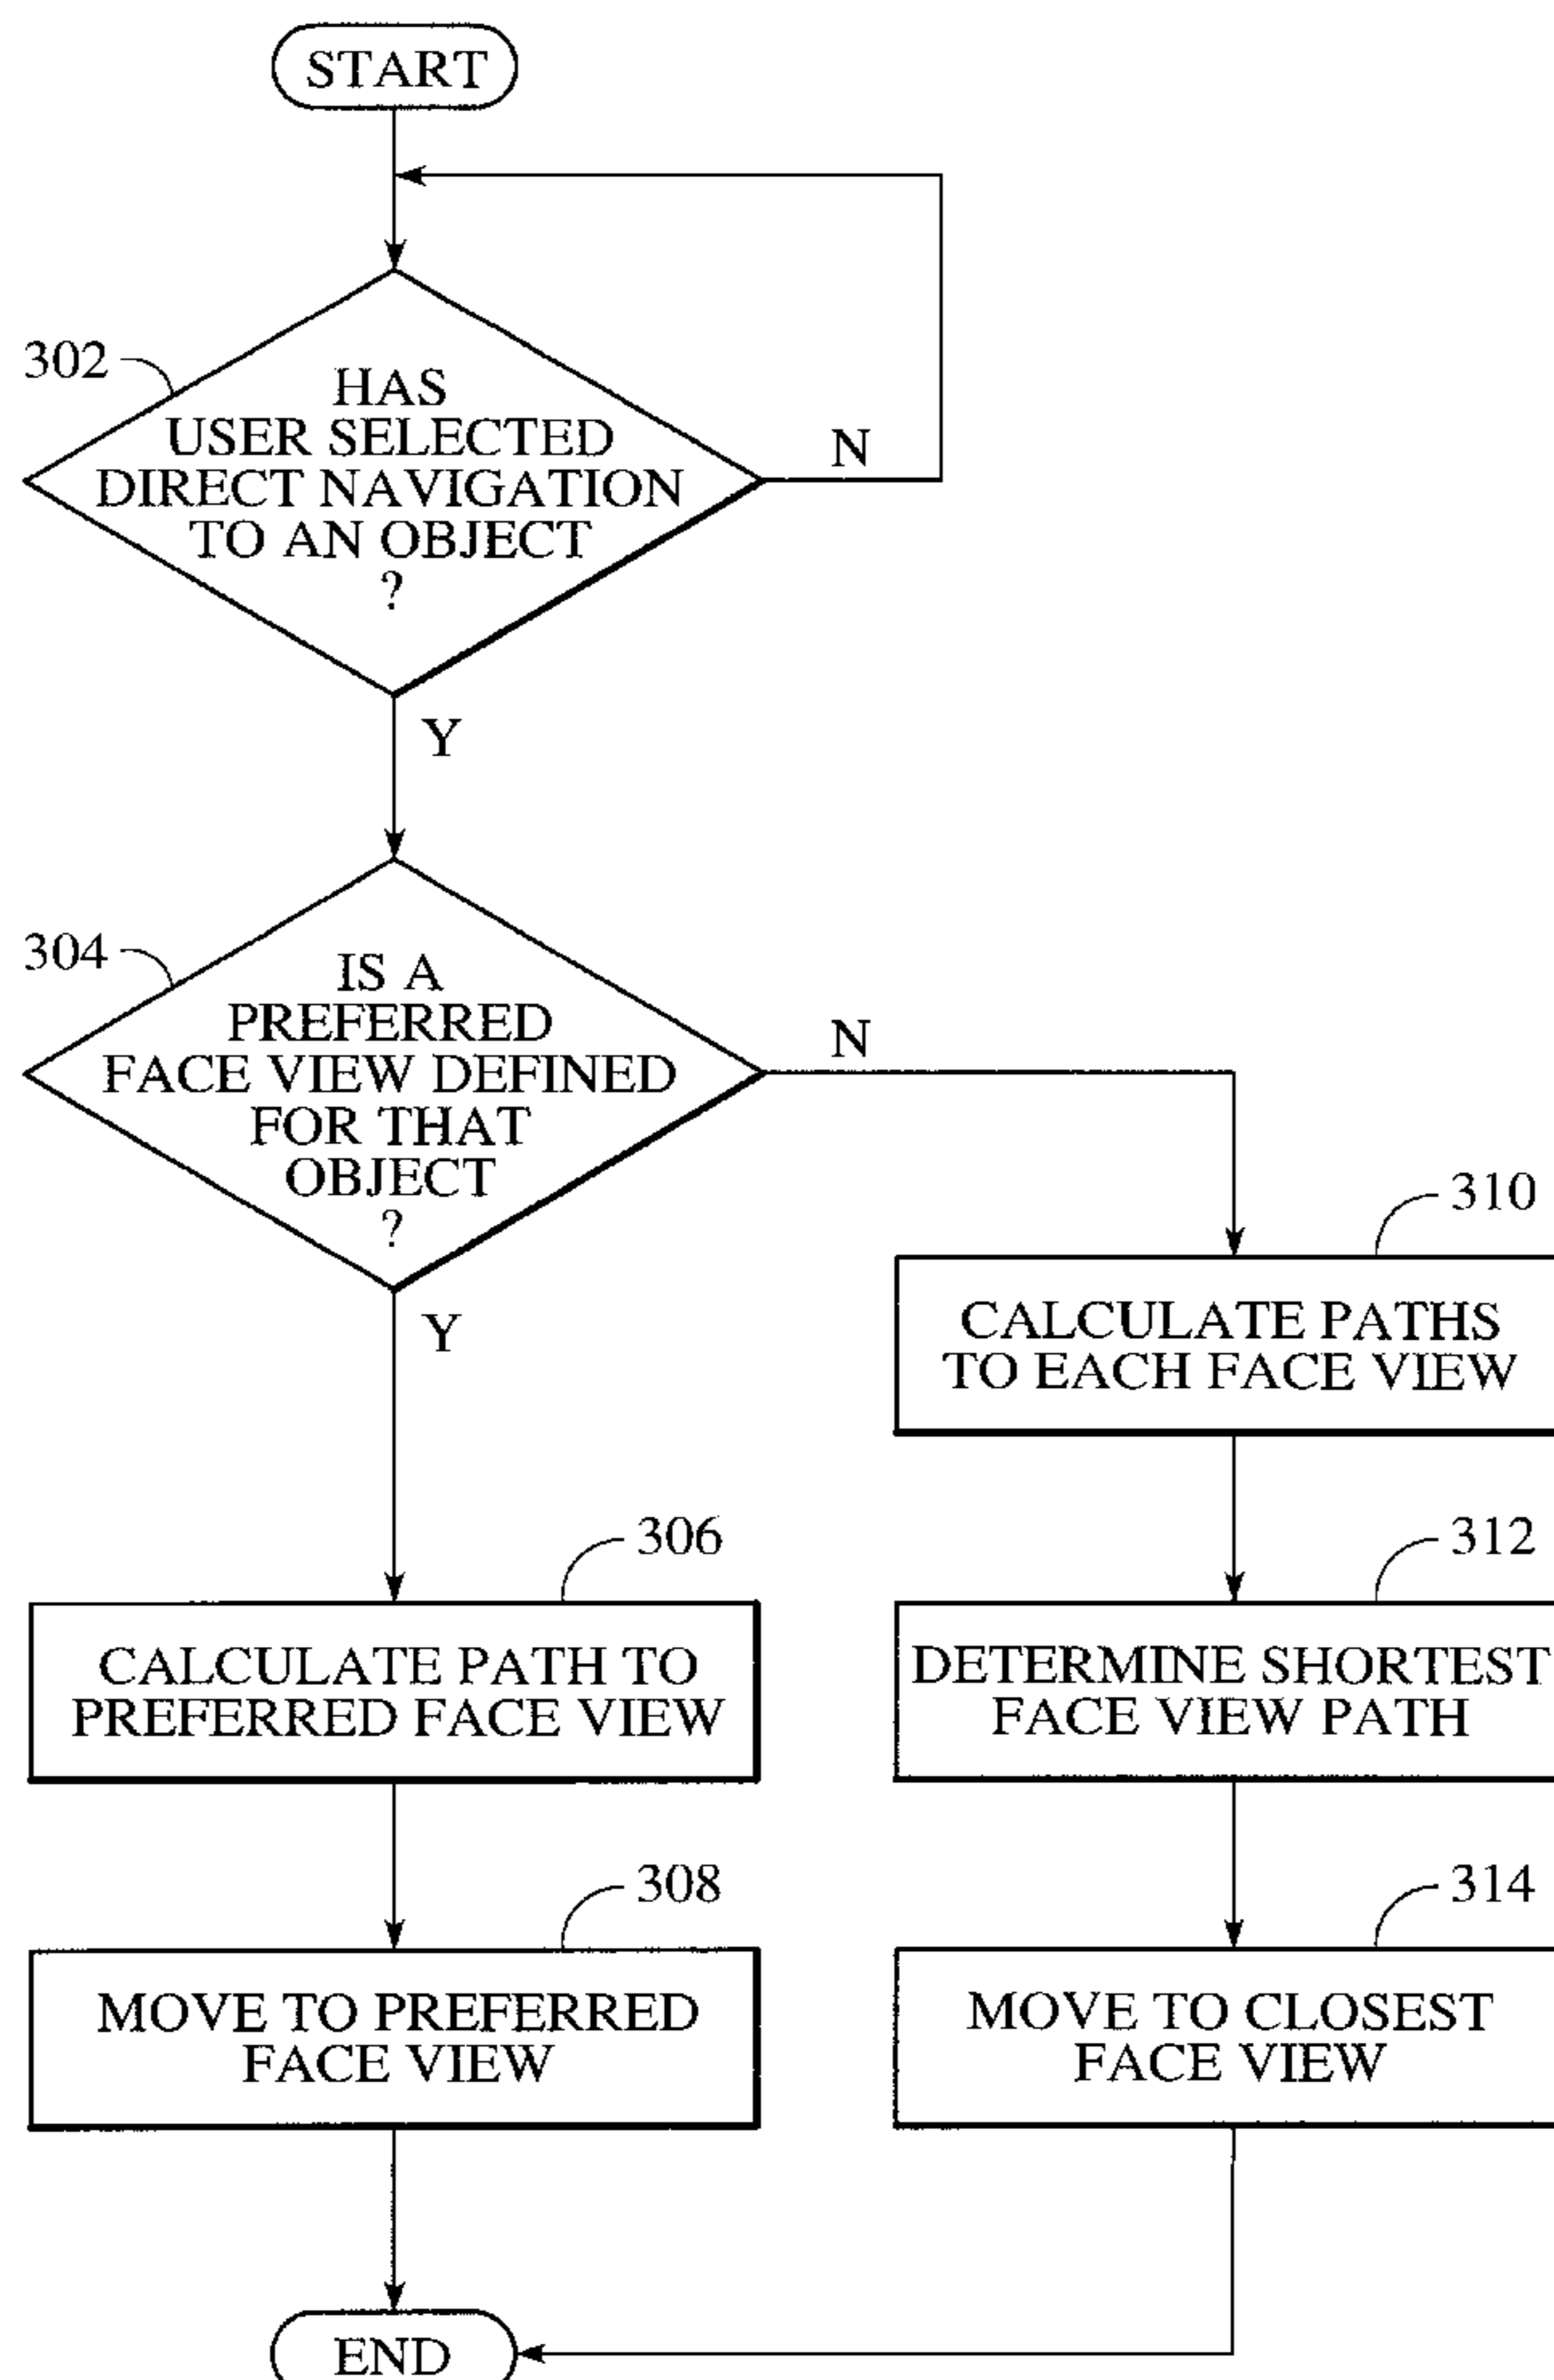 START
302
HAS
USER SELECTED
DIRECT NAVIGATION
TO AN OBJECT
?
N
Y
304
IS A
PREFERRED
FACE VIEW DEFINED
FOR THAT
OBJECT
?
N
Y
310
CALCULATE PATHS
TO EACH FACE VIEW
306
CALCULATE PATH TO
PREFERRED FACE VIEW
312
DETERMINE SHORTEST
FACE VIEW PATH
308
MOVE TO PREFERRED
FACE VIEW
314
MOVE TO CLOSEST
FACE VIEW
END